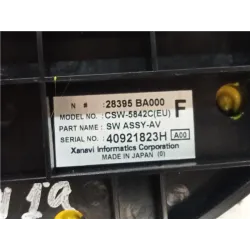 N #: 28395 BA000
MODEL NO.: CSW-5842C(EU) F
PART NAME: SW ASSY-AV
SERIAL NO.: 40921823H A00
Xanavi Informatics Corporation
MADE IN JAPAN (0)